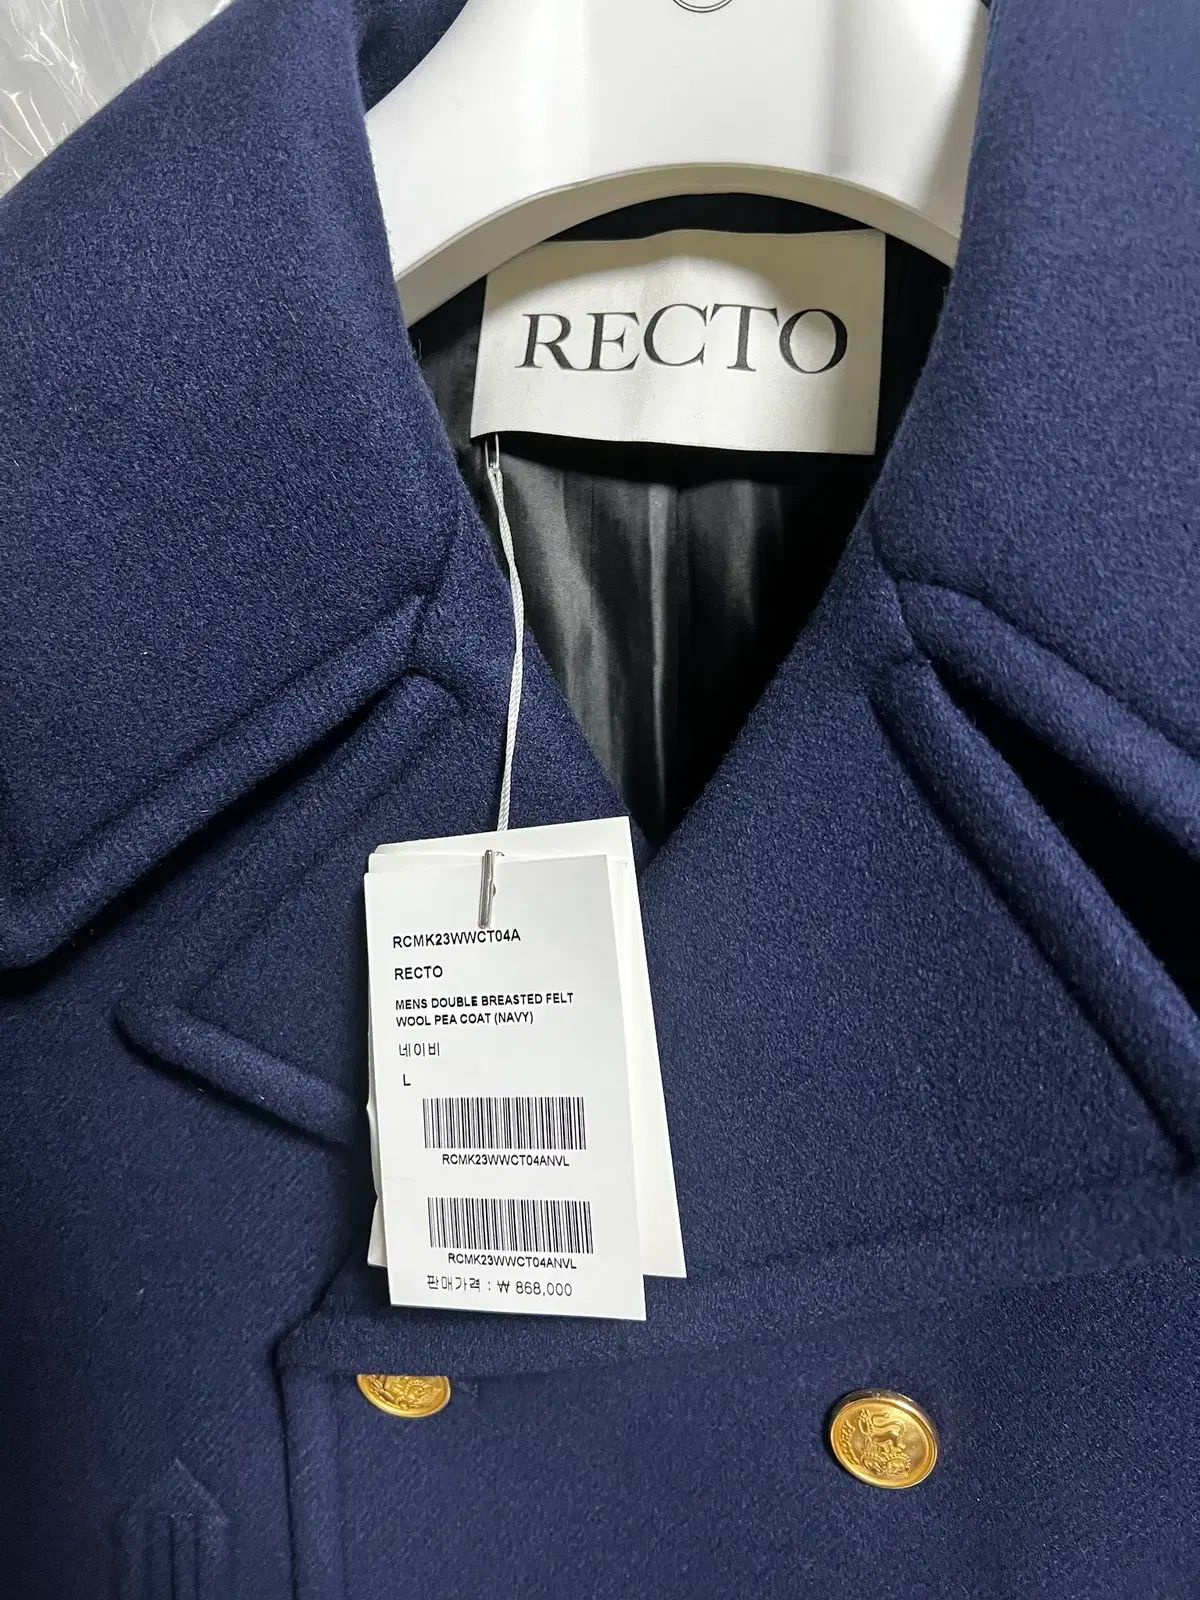 RECTO
RCMK23WWCT04A
RECTO
MENS DOUBLE BREASTED FELT
WOOL PEA COAT (NAVY)
네이비
L
RCMK23WWCT04ANVL
RCMK23WWCT04ANVL
판매가격 : ₩ 868,000
RECTO